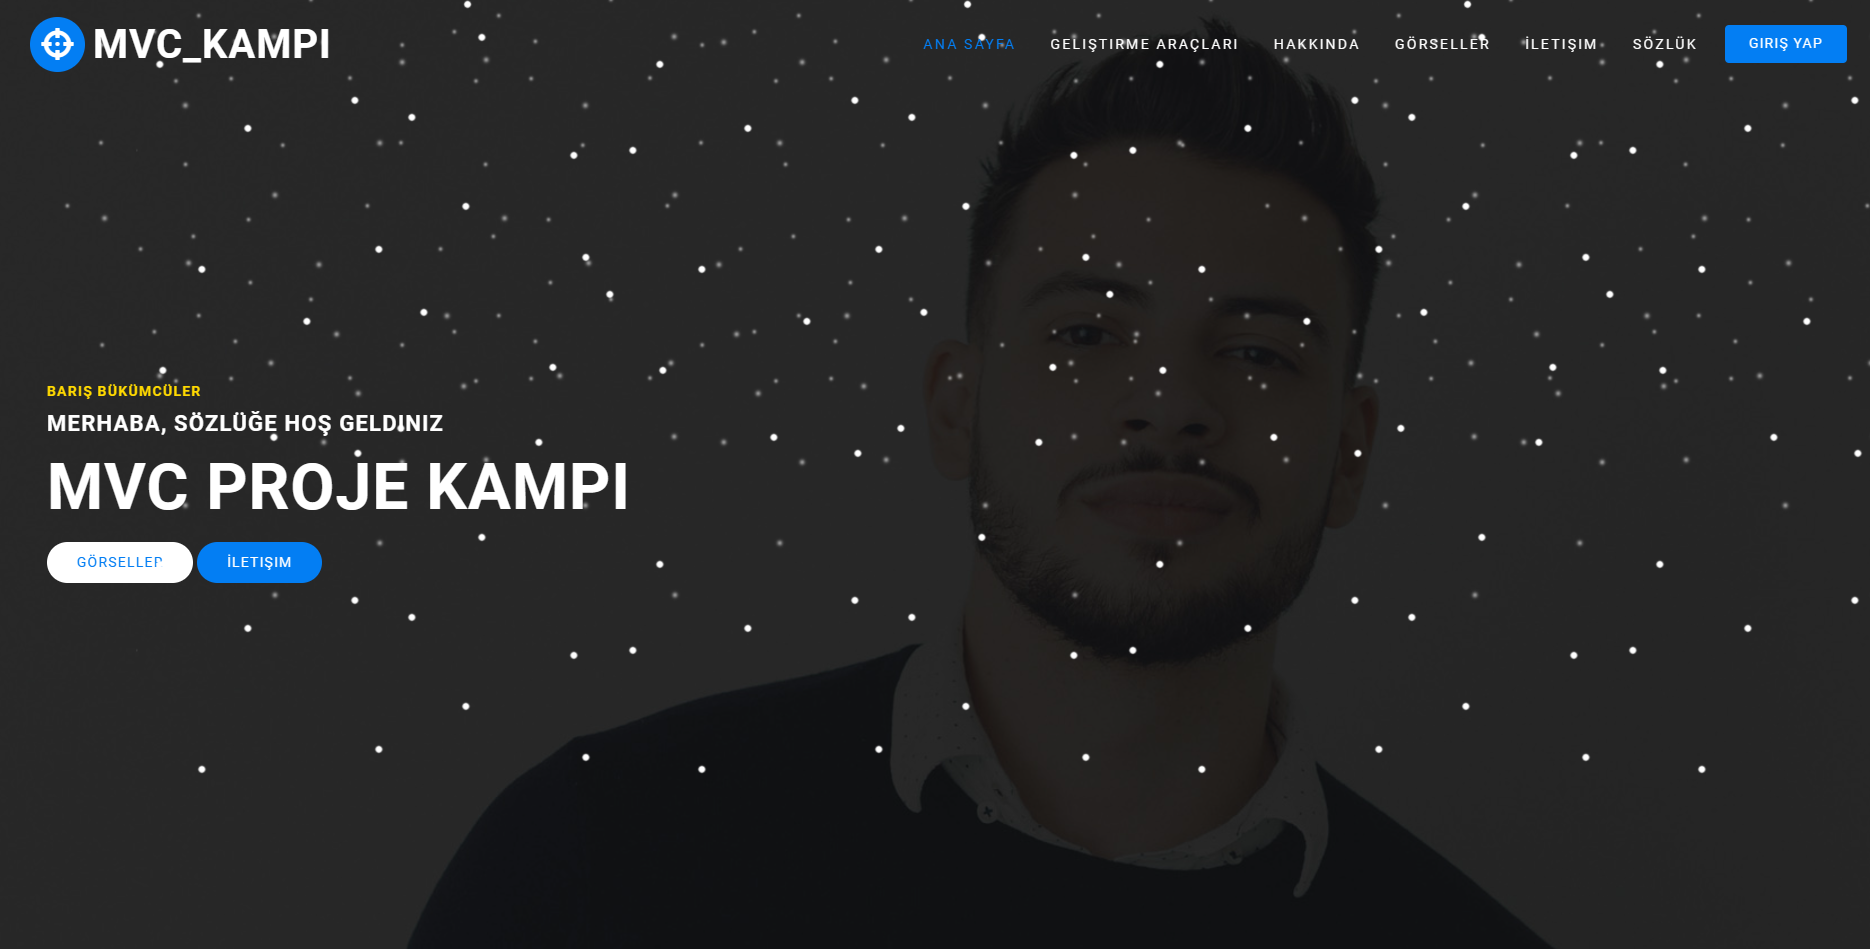 MVC_KAMPI
ANA SAYFA
GELIŞTIRME ARAÇLARI
HAKKINDA
GÖRSELLER
İLETIŞIM
SÖZLÜK
GIRIŞ YAP
BARIŞ BÜKÜMCÜLER
MERHABA, SÖZLÜĞE HOŞ GELDINIZ
MVC PROJE KAMPI
GÖRSELLER
İLETIŞIM